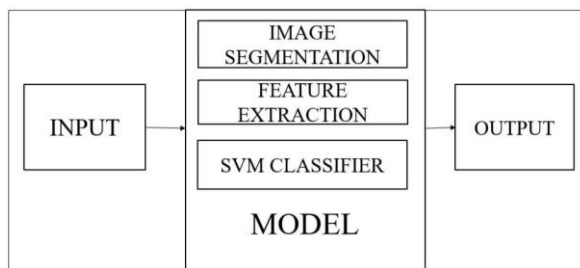 INPUT
IMAGE
SEGMENTATION
FEATURE
EXTRACTION
SVM CLASSIFIER
MODEL
OUTPUT